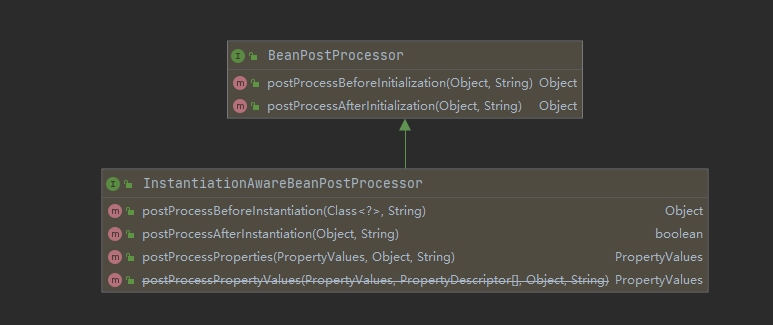 I BeanPostProcessor
m postProcessBeforeInitialization(Object, String) Object
m postProcessAfterInitialization(Object, String) Object
I InstantiationAwareBeanPostProcessor
m postProcessBeforeInstantiation(Class<?>, String) Object
m postProcessAfterInstantiation(Object, String) boolean
m postProcessProperties(PropertyValues, Object, String) PropertyValues
m postProcessPropertyValues(PropertyValues, PropertyDescriptor[], Object, String) PropertyValues